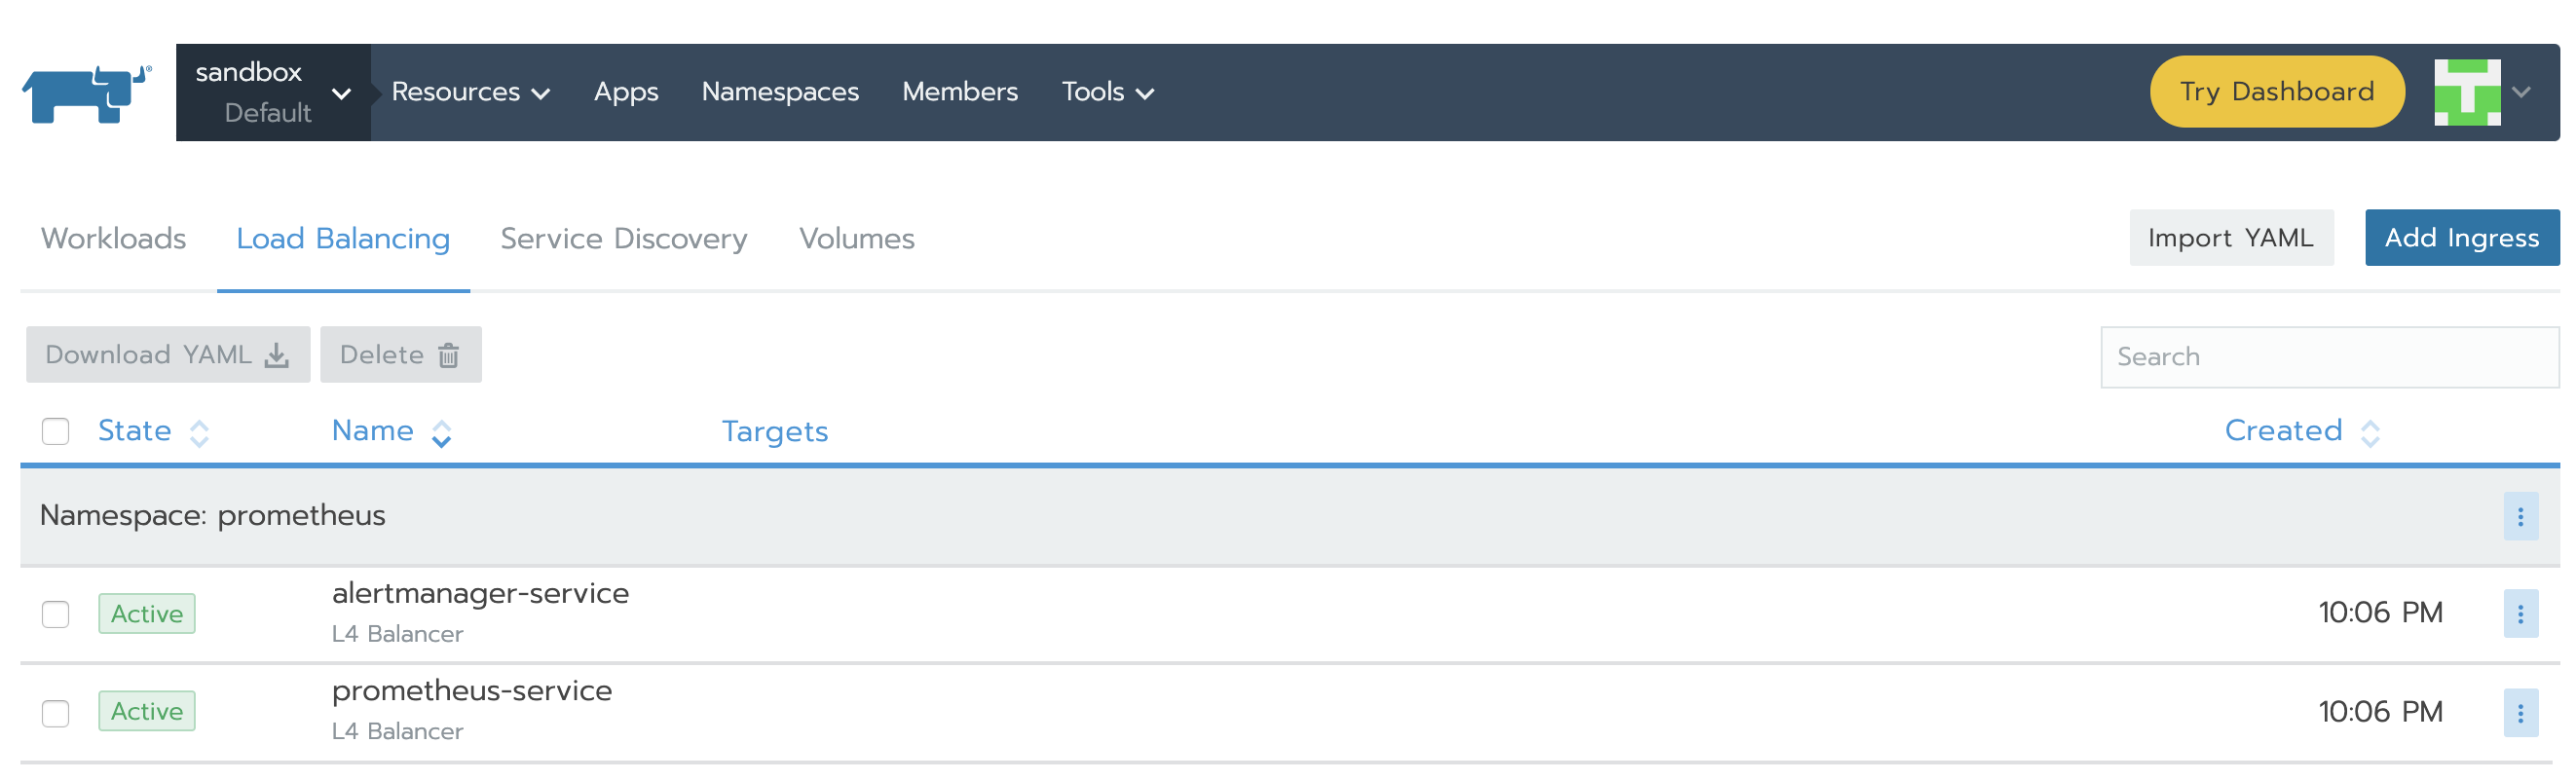 sandbox
Default
Resources Apps Namespaces Members Tools Try Dashboard
Workloads Load Balancing Service Discovery Volumes Import YAML Add Ingress
Download YAML Delete Search
State Name Targets Created
Namespace: prometheus
Active alertmanager-service 10:06 PM
L4 Balancer
Active prometheus-service 10:06 PM
L4 Balancer